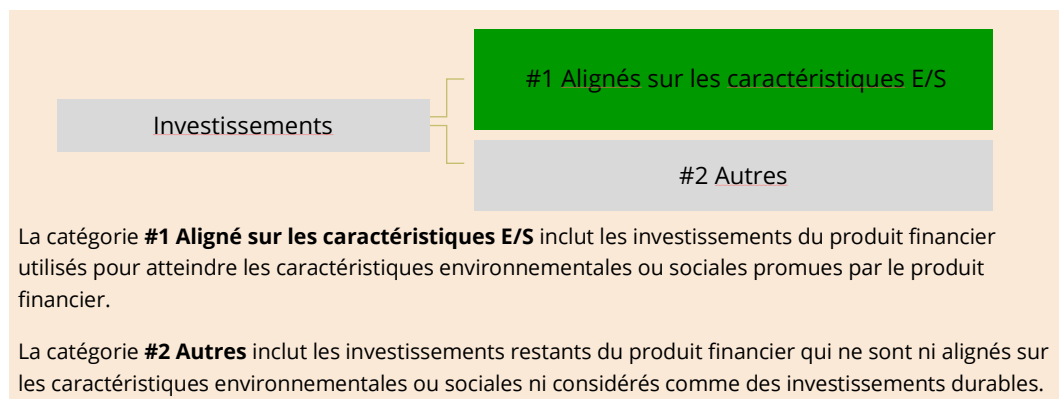 #1 Alignés sur les caractéristiques E/S
Investissements
#2 Autres
La catégorie #1 Aligné sur les caractéristiques E/S inclut les investissements du produit financier
utilisés pour atteindre les caractéristiques environnementales ou sociales promues par le produit
financier.
La catégorie #2 Autres inclut les investissements restants du produit financier qui ne sont ni alignés sur
les caractéristiques environnementales ou sociales ni considérés comme des investissements durables.